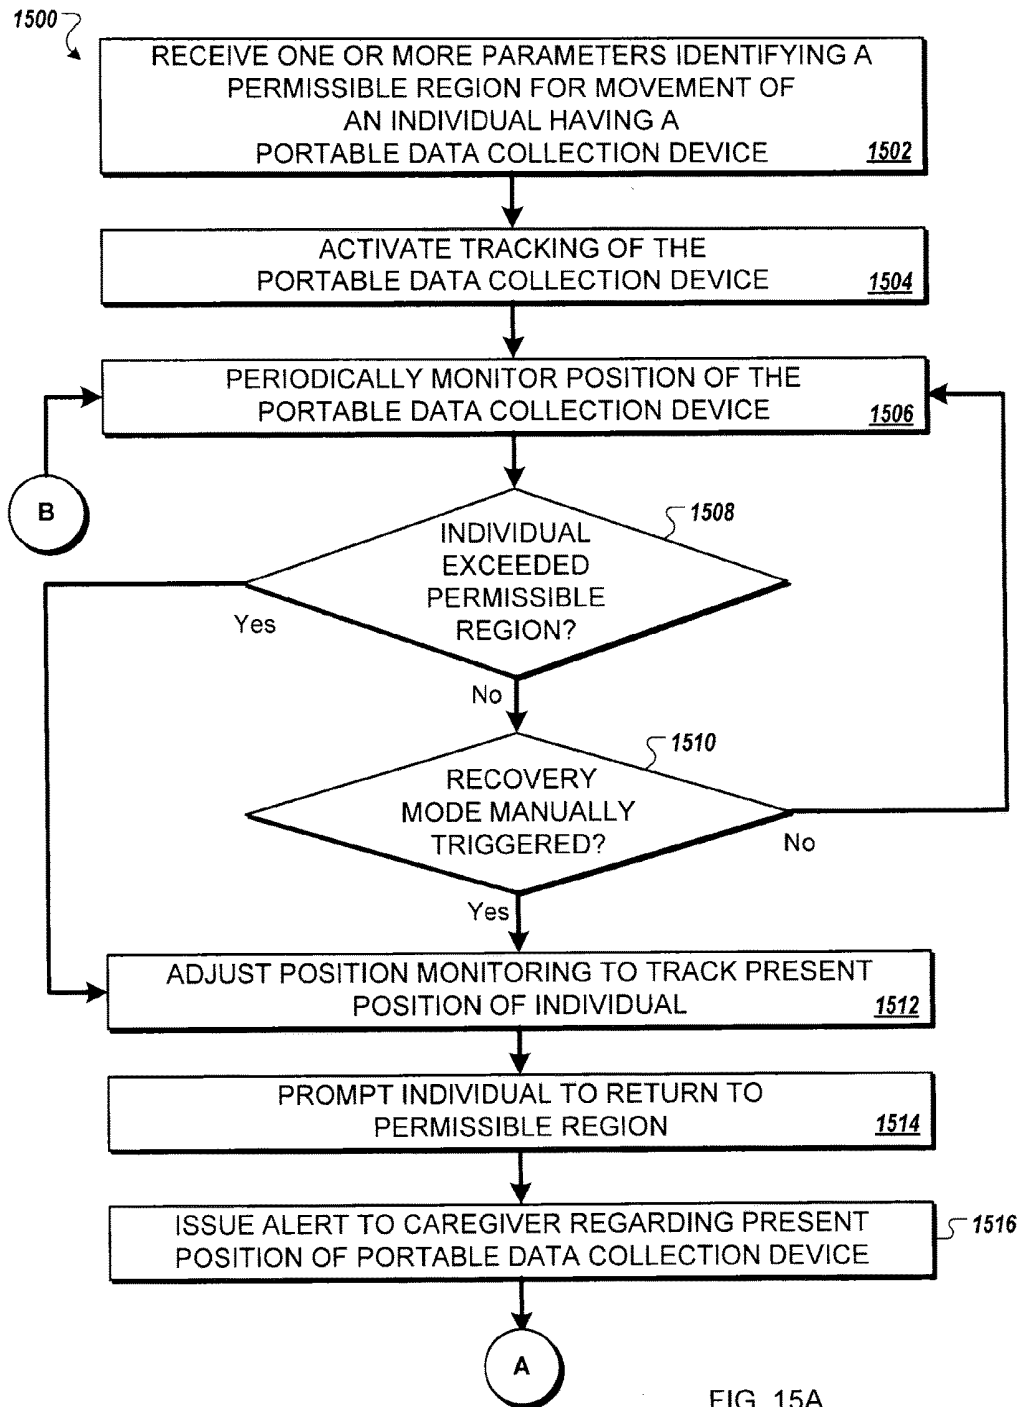 1500
RECEIVE ONE OR MORE PARAMETERS IDENTIFYING A
PERMISSIBLE REGION FOR MOVEMENT OF
AN INDIVIDUAL HAVING A
PORTABLE DATA COLLECTION DEVICE
1502
ACTIVATE TRACKING OF THE
PORTABLE DATA COLLECTION DEVICE
1504
PERIODICALLY MONITOR POSITION OF THE
PORTABLE DATA COLLECTION DEVICE
1506
B
1508
INDIVIDUAL
EXCEEDED
PERMISSIBLE
REGION?
Yes
No
1510
RECOVERY
MODE MANUALLY
TRIGGERED?
No
Yes
ADJUST POSITION MONITORING TO TRACK PRESENT
POSITION OF INDIVIDUAL
1512
PROMPT INDIVIDUAL TO RETURN TO
PERMISSIBLE REGION
1514
ISSUE ALERT TO CAREGIVER REGARDING PRESENT
POSITION OF PORTABLE DATA COLLECTION DEVICE
1516
A
FIG. 15A